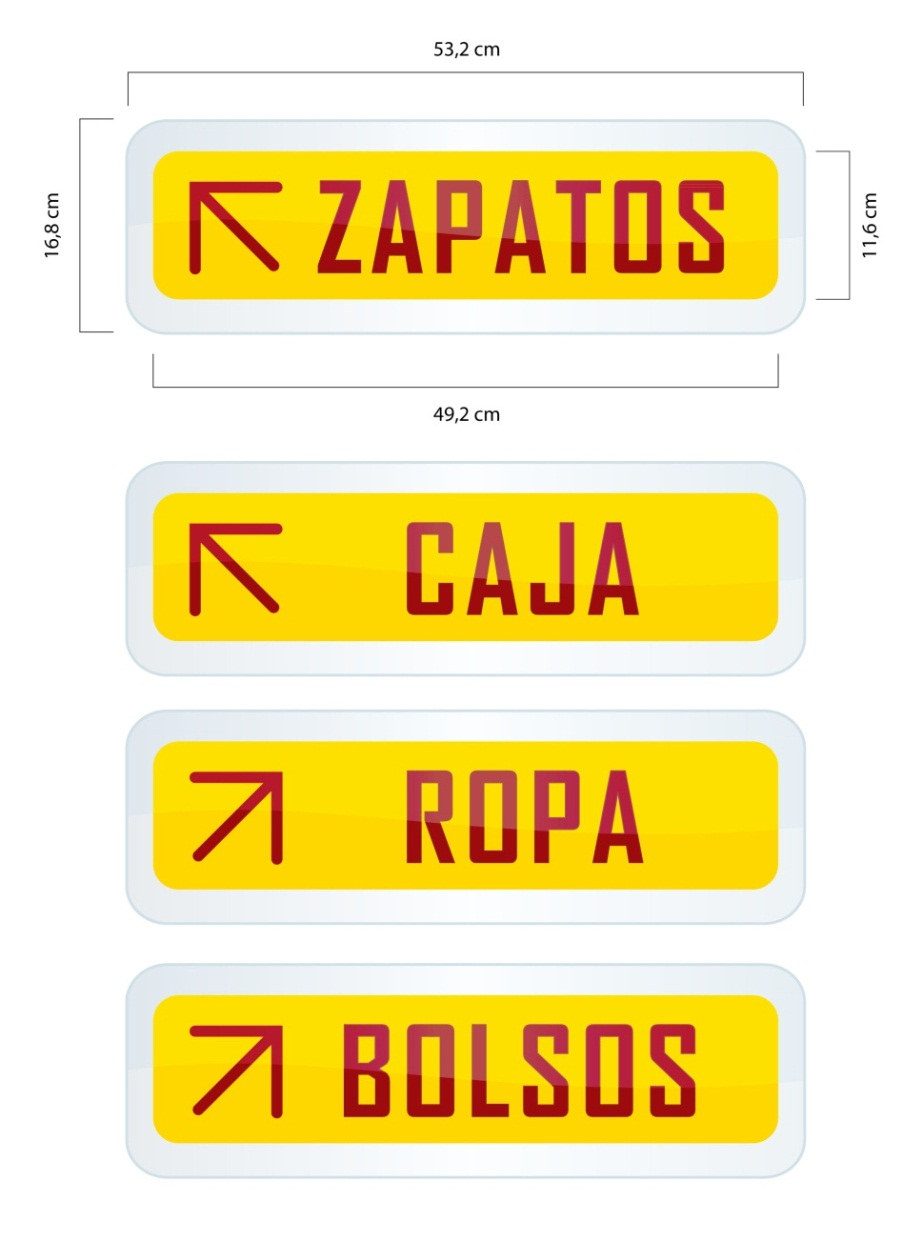 53,2 cm
16,8 cm
ZAPATOS
11,6 cm
49,2 cm
CAJA
ROPA
BOLSOS